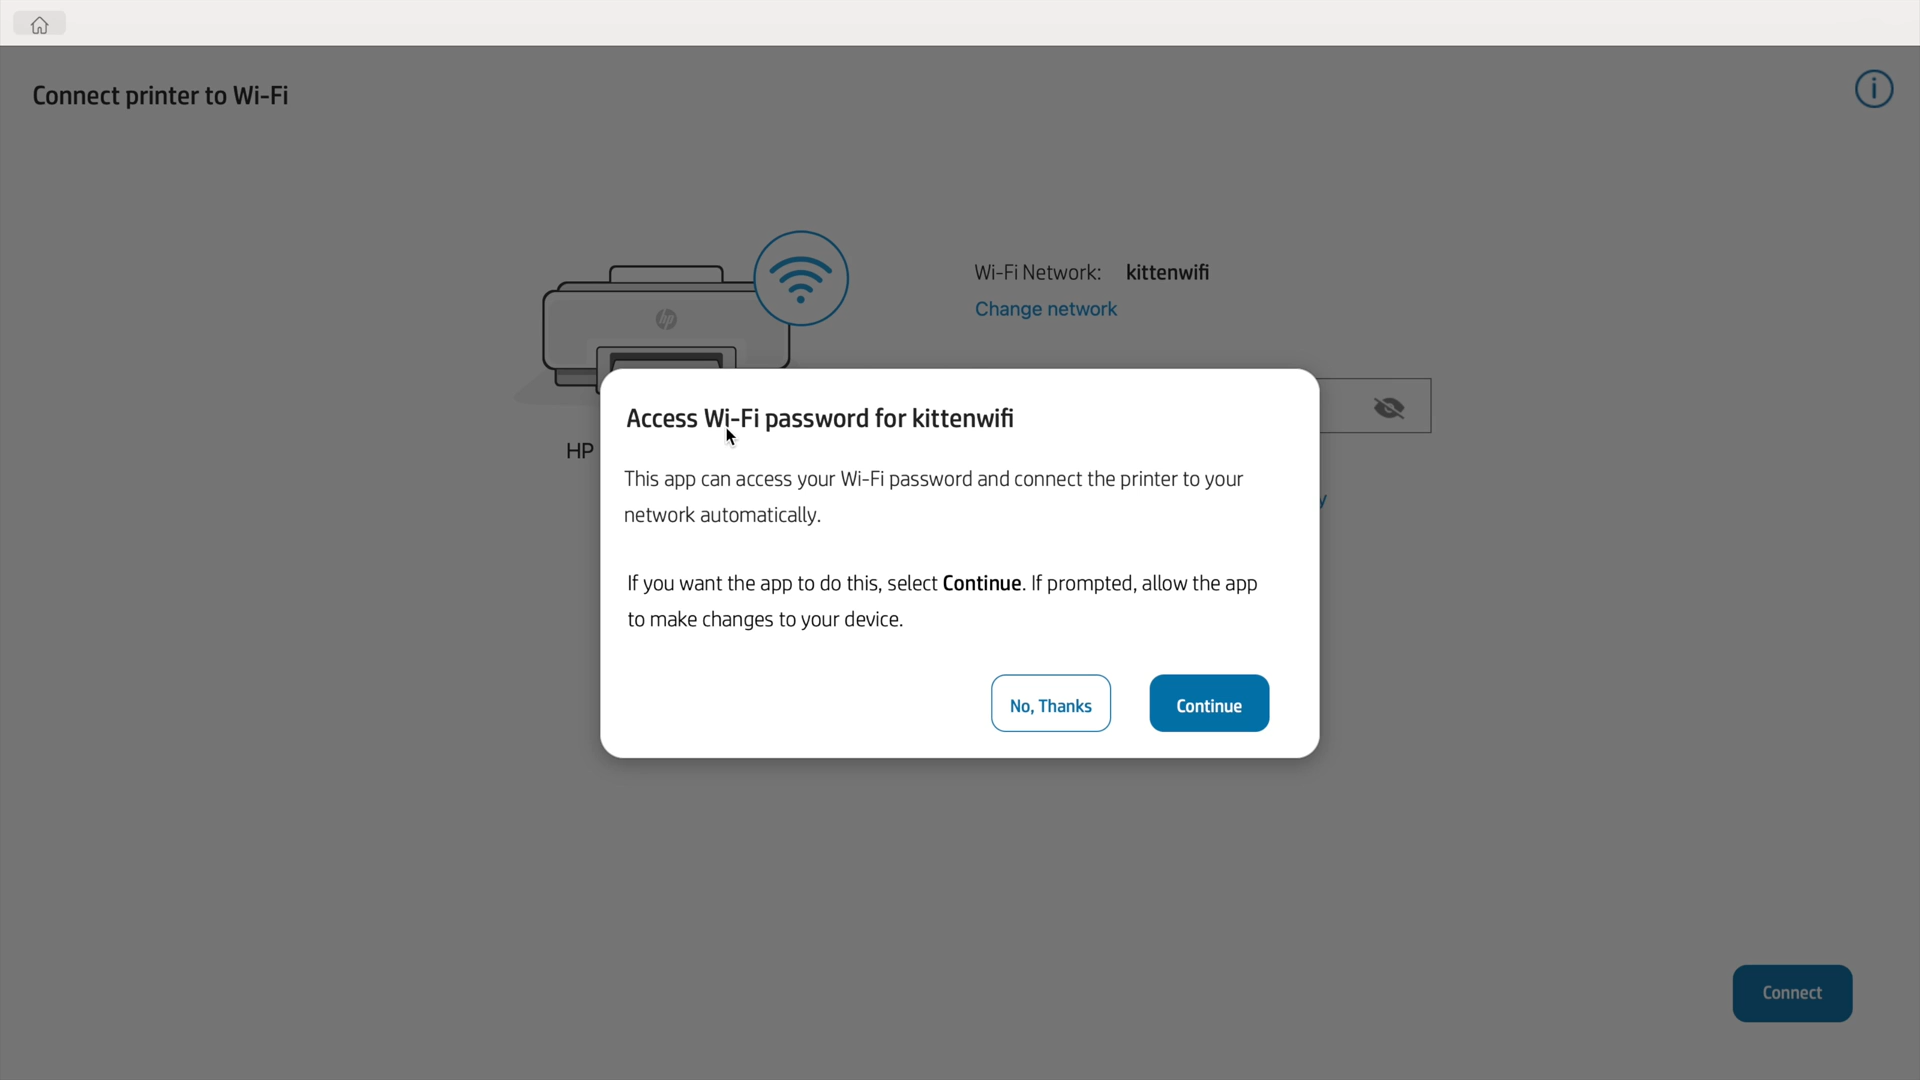 Connect printer to Wi-Fi
i
hp
Wi-Fi Network: kittenwifi
Change network
HP
Access Wi-Fi password for kittenwifi
This app can access your Wi-Fi password and connect the printer to your
network automatically.
If you want the app to do this, select Continue. If prompted, allow the app
to make changes to your device.
No, Thanks
Continue
Connect